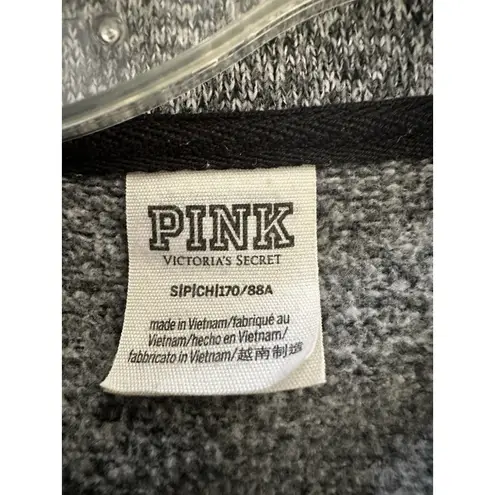 PINK
VICTORIA'S SECRET
S|P|CH|170/88A
made in Vietnam/fabriqué au
Vietnam/hecho en Vietnam/
fabbricato in Vietnam/越南制造